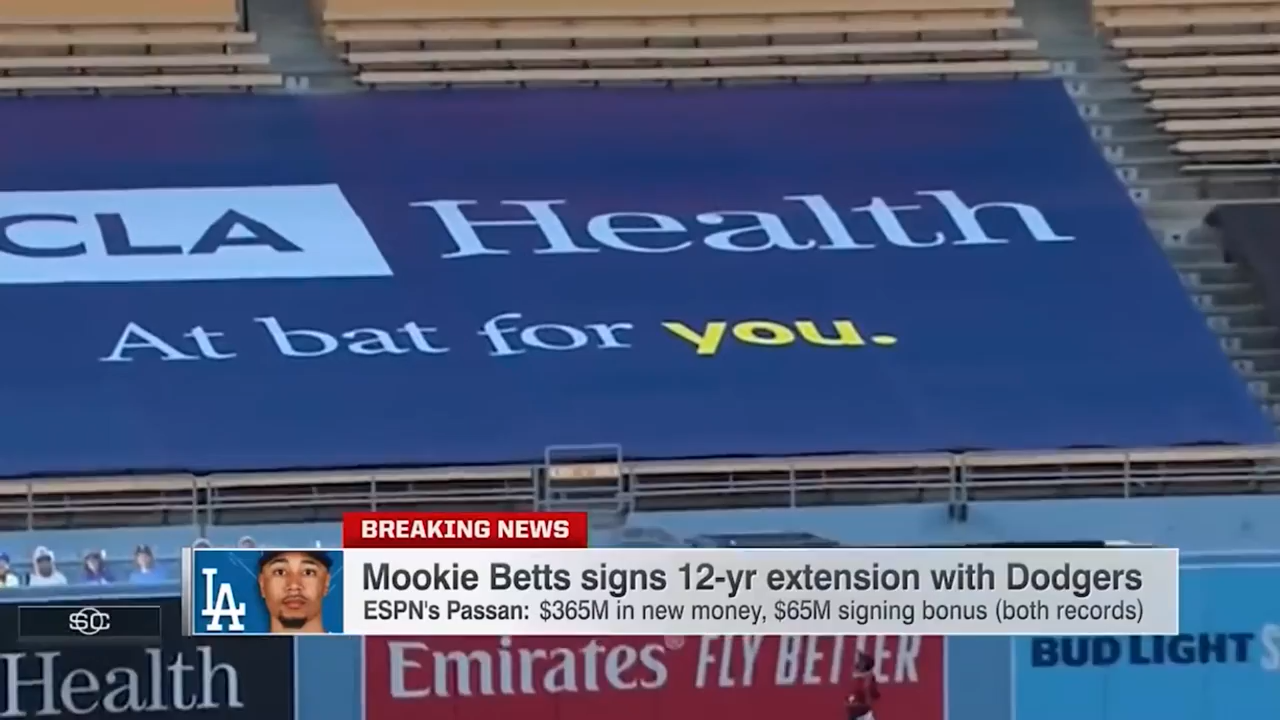 CLA Health
At bat for you.
BREAKING NEWS
LA
Mookie Betts signs 12-yr extension with Dodgers
ESPN's Passan: $365M in new money, $65M signing bonus (both records)
SC
Health
Emirates® FLY BETTER
BUD LIGHT S